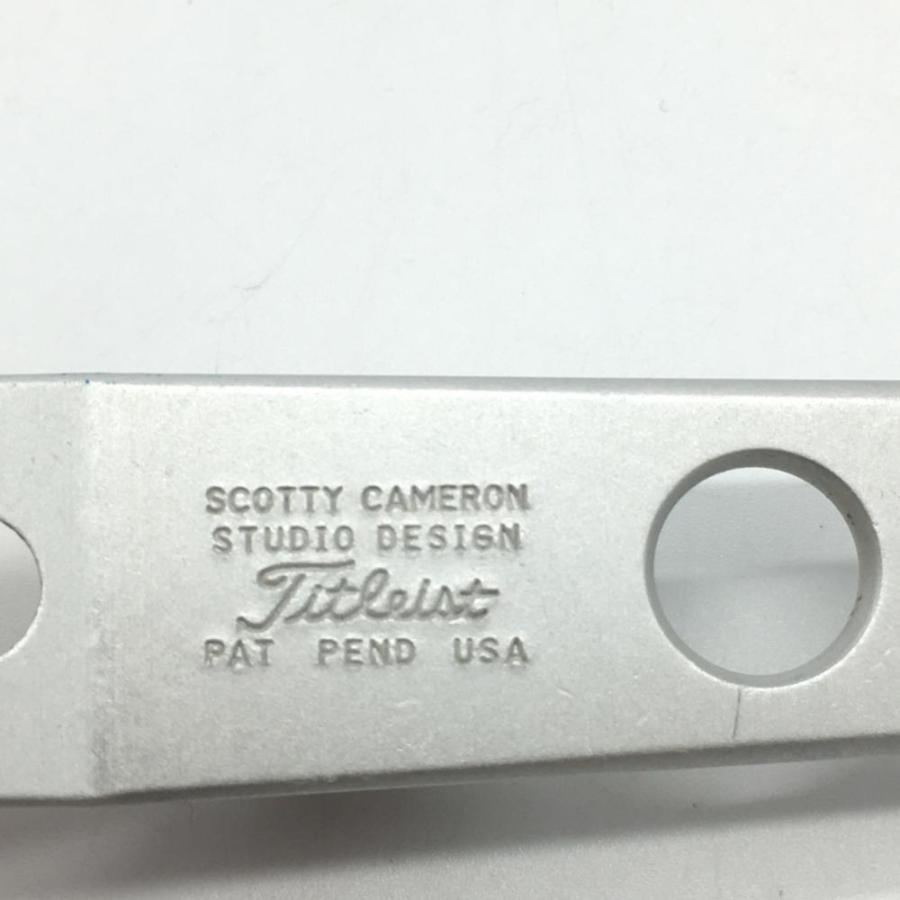 SCOTTY CAMERON
STUDIO DESIGN
Titleist
PAT PEND USA